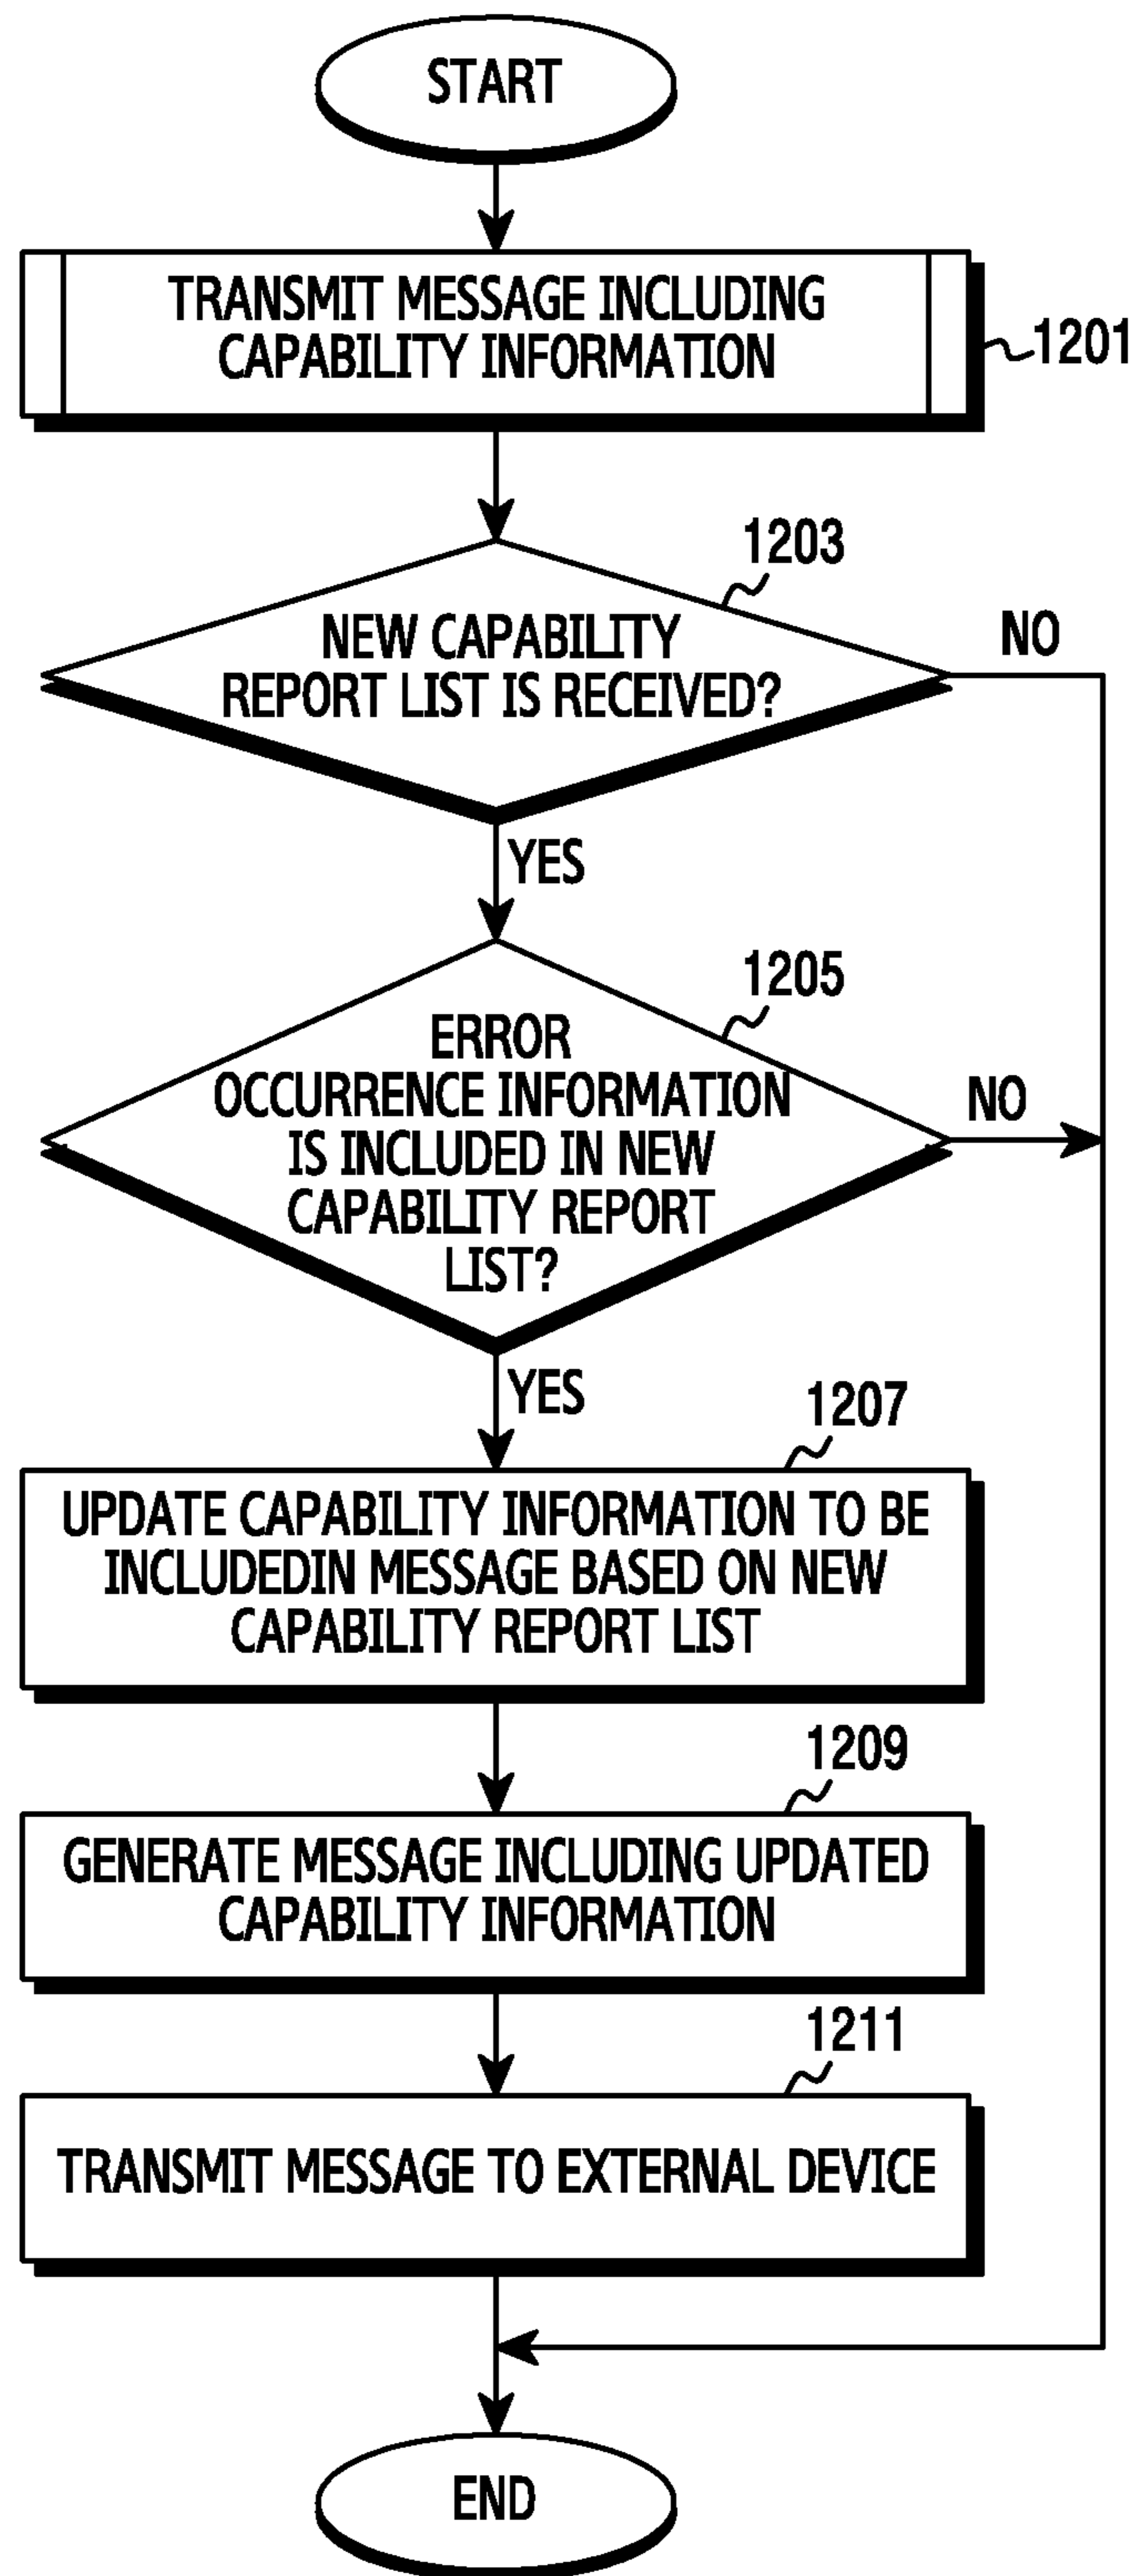 START
TRANSMIT MESSAGE INCLUDING
CAPABILITY INFORMATION
1201
1203
NEW CAPABILITY
REPORT LIST IS RECEIVED?
NO
YES
1205
ERROR
OCCURRENCE INFORMATION
IS INCLUDED IN NEW
CAPABILITY REPORT
LIST?
NO
YES
1207
UPDATE CAPABILITY INFORMATION TO BE
INCLUDEDIN MESSAGE BASED ON NEW
CAPABILITY REPORT LIST
1209
GENERATE MESSAGE INCLUDING UPDATED
CAPABILITY INFORMATION
1211
TRANSMIT MESSAGE TO EXTERNAL DEVICE
END